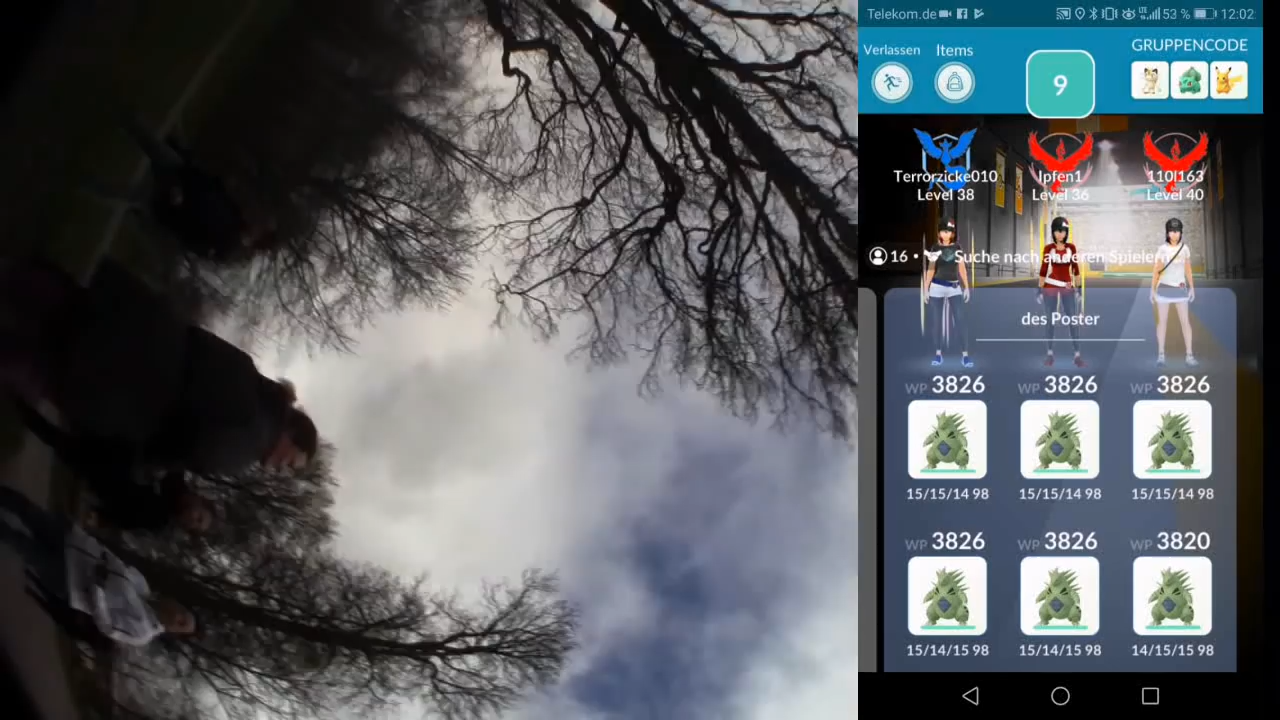 Telekom.de 53 % 12:02
Verlassen Items GRUPPENCODE
9
Terrorzicke010 Ipfen1 110l163
Level 38 Level 36 Level 40
16 • Suche nach anderen Spielern
des Poster
WP 3826 WP 3826 WP 3826
15/15/14 98 15/15/14 98 15/15/14 98
WP 3826 WP 3826 WP 3820
15/14/15 98 15/14/15 98 14/15/15 98